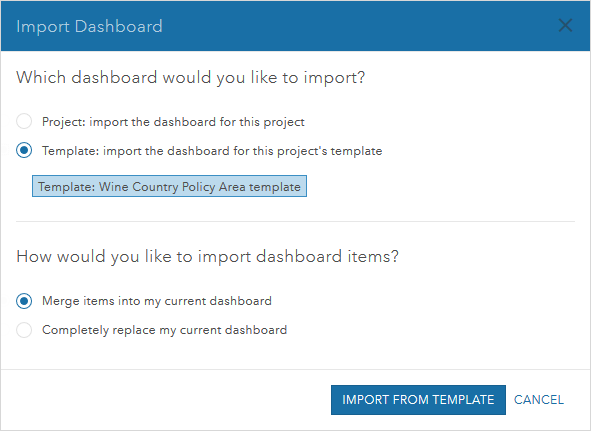 Import Dashboard
Which dashboard would you like to import?
Project: import the dashboard for this project
Template: import the dashboard for this project's template
Template: Wine Country Policy Area template
How would you like to import dashboard items?
Merge items into my current dashboard
Completely replace my current dashboard
IMPORT FROM TEMPLATE CANCEL